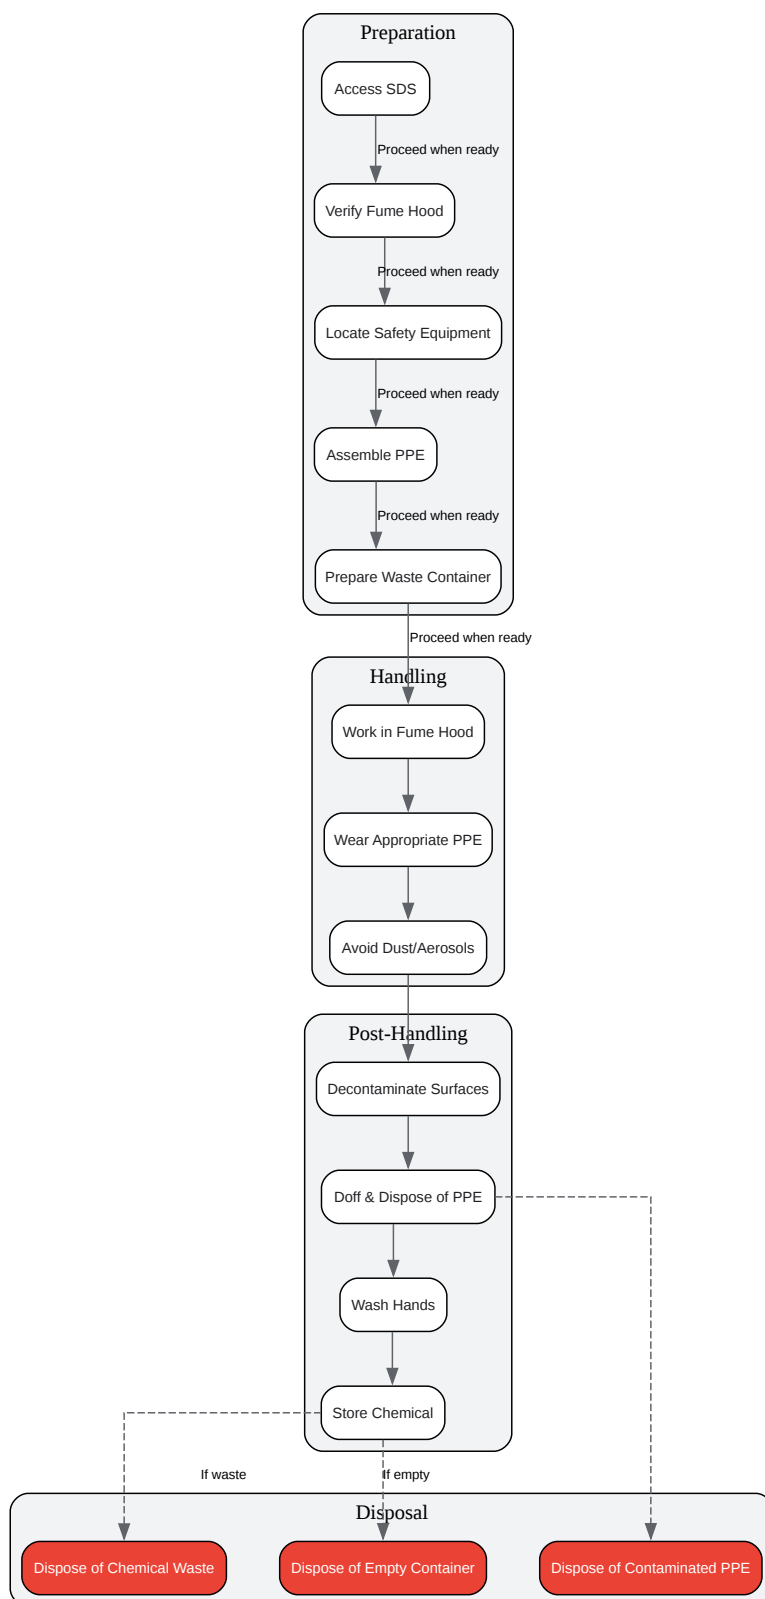 Preparation
Access SDS
Proceed when ready
Verify Fume Hood
Proceed when ready
Locate Safety Equipment
Proceed when ready
Assemble PPE
Proceed when ready
Prepare Waste Container
Proceed when ready
Handling
Work in Fume Hood
Wear Appropriate PPE
Avoid Dust/Aerosols
Post-Handling
Decontaminate Surfaces
Doff & Dispose of PPE
Wash Hands
Store Chemical
If waste
If empty
Disposal
Dispose of Chemical Waste
Dispose of Empty Container
Dispose of Contaminated PPE